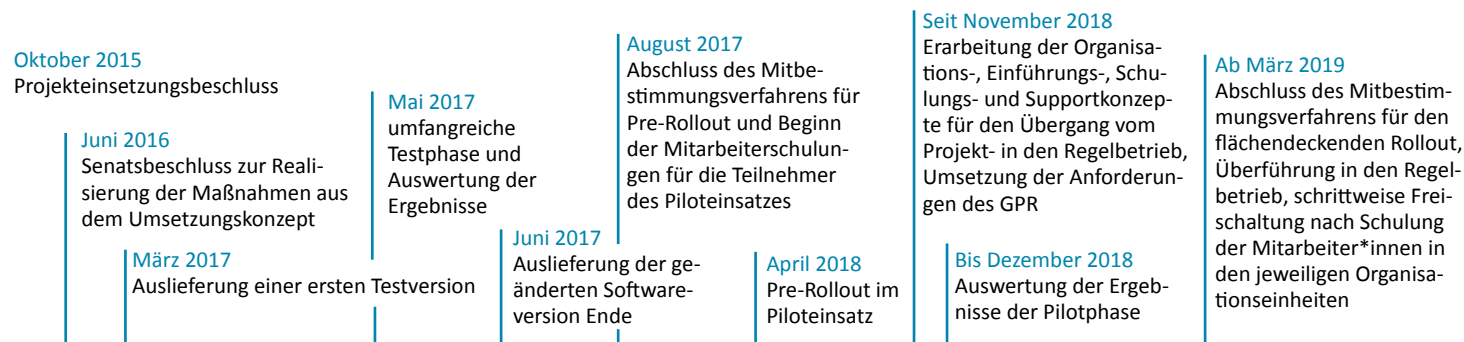 Oktober 2015
Projekteinsetzungsbeschluss
Juni 2016
Senatsbeschluss zur Reali-
sierung der Maßnahmen aus
dem Umsetzungskonzept
März 2017
Auslieferung einer ersten Testversion
Mai 2017
umfangreiche
Testphase und
Auswertung der
Ergebnisse
Juni 2017
Auslieferung der ge-
änderten Software-
version Ende
August 2017
Abschluss des Mitbe-
stimmungsverfahrens für
Pre-Rollout und Beginn
der Mitarbeiterschulun-
gen für die Teilnehmer
des Piloteinsatzes
April 2018
Pre-Rollout im
Piloteinsatz
Seit November 2018
Erarbeitung der Organisa-
tions-, Einführungs-, Schu-
lungs- und Supportkonzep-
te für den Übergang vom
Projekt- in den Regelbetrieb,
Umsetzung der Anforderun-
gen des GPR
Bis Dezember 2018
Auswertung der Ergeb-
nisse der Pilotphase
Ab März 2019
Abschluss des Mitbestim-
mungsverfahrens für den
flächendeckenden Rollout,
Überführung in den Regel-
betrieb, schrittweise Frei-
schaltung nach Schulung
der Mitarbeiter*innen in
den jeweiligen Organisa-
tionseinheiten